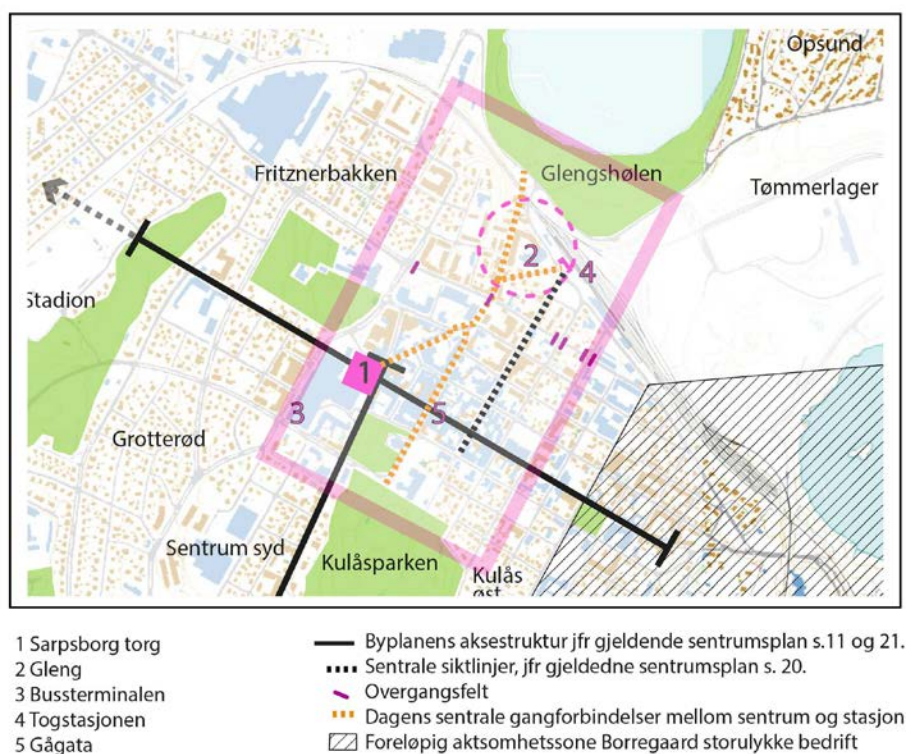 Opsund
Fritznerbakken
Glengshølen
Tømmerlager
2
4
Stadion
1
3
5
Grotterød
Sentrum syd
Kulåsparken
Kulås
øst
1 Sarpsborg torg
2 Gleng
3 Bussterminalen
4 Togstasjonen
5 Gågata
Byplanens aksestruktur jfr gjeldende sentrumsplan s.11 og 21.
Sentrale siktlinjer, jfr gjeldedne sentrumsplan s. 20.
Overgangsfelt
Dagens sentrale gangforbindelser mellom sentrum og stasjon
Foreløpig aktsomhetssone Borregaard storulykke bedrift